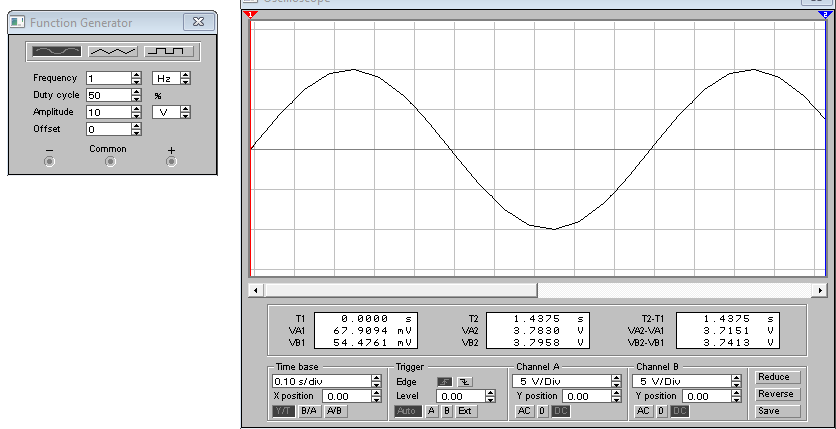 Oscilloscope
Function Generator
1
2
Frequency 1 Hz
Duty cycle 50 %
Amplitude 10 V
Offset 0
− Common +
T1 0.0000 s
VA1 67.9094 mV
VB1 54.4761 mV
T2 1.4375 s
VA2 3.7830 V
VB2 3.7958 V
T2-T1 1.4375 s
VA2-VA1 3.7151 V
VB2-VB1 3.7413 V
Time base
0.10 s/div
X position 0.00
Y/T B/A A/B
Trigger
Edge
Level 0.00
Auto A B Ext
Channel A
5 V/Div
Y position 0.00
AC 0 DC
Channel B
5 V/Div
Y position 0.00
AC 0 DC
Reduce
Reverse
Save